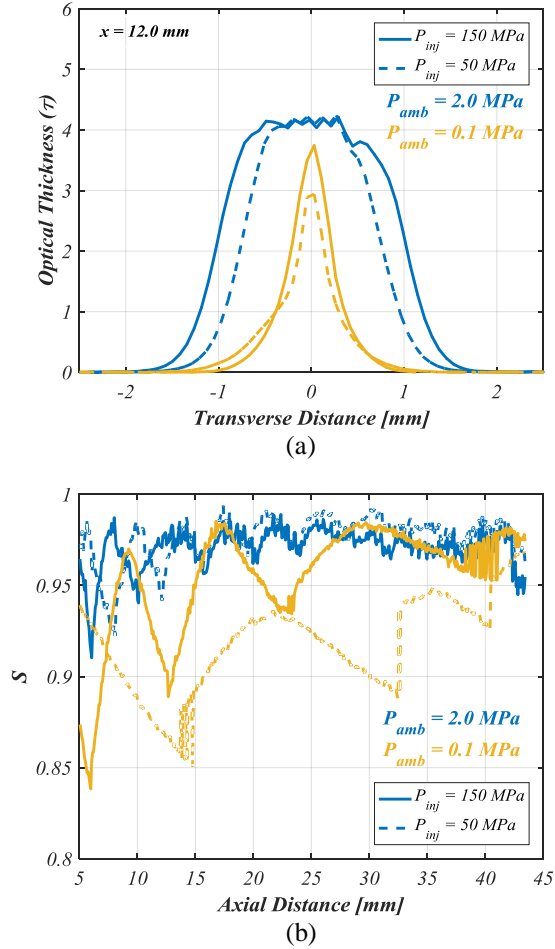 6
x = 12.0 mm
P_inj = 150 MPa
P_inj = 50 MPa
5
P_amb = 2.0 MPa
P_amb = 0.1 MPa
4
Optical Thickness (τ)
3
2
1
0
-2 -1 0 1 2
Transverse Distance [mm]
(a)
1
0.95
S
0.9
P_amb = 2.0 MPa
P_amb = 0.1 MPa
0.85
P_inj = 150 MPa
P_inj = 50 MPa
0.8
5 10 15 20 25 30 35 40 45
Axial Distance [mm]
(b)